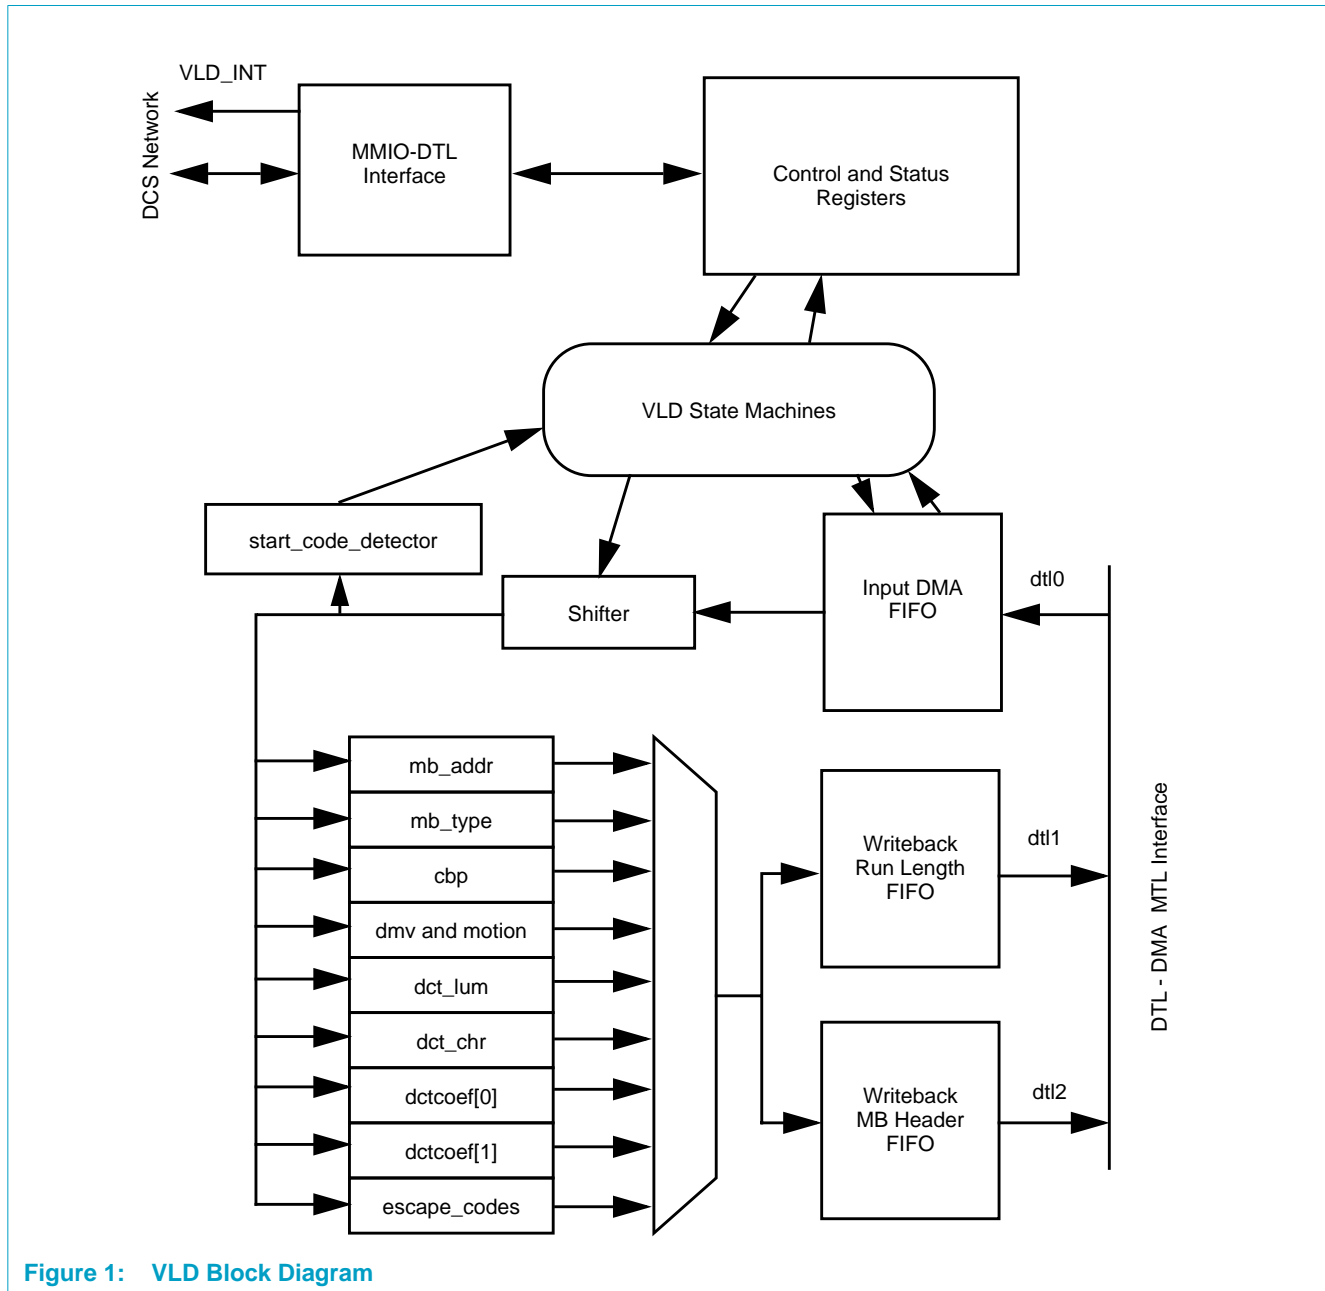 VLD_INT
DCS Network
MMIO-DTL
Interface
Control and Status
Registers
VLD State Machines
start_code_detector
Shifter
Input DMA
FIFO
dtl0
mb_addr
mb_type
cbp
dmv and motion
dct_lum
dct_chr
dctcoef[0]
dctcoef[1]
escape_codes
Writeback
Run Length
FIFO
dtl1
Writeback
MB Header
FIFO
dtl2
DTL - DMA MTL Interface
Figure 1: VLD Block Diagram